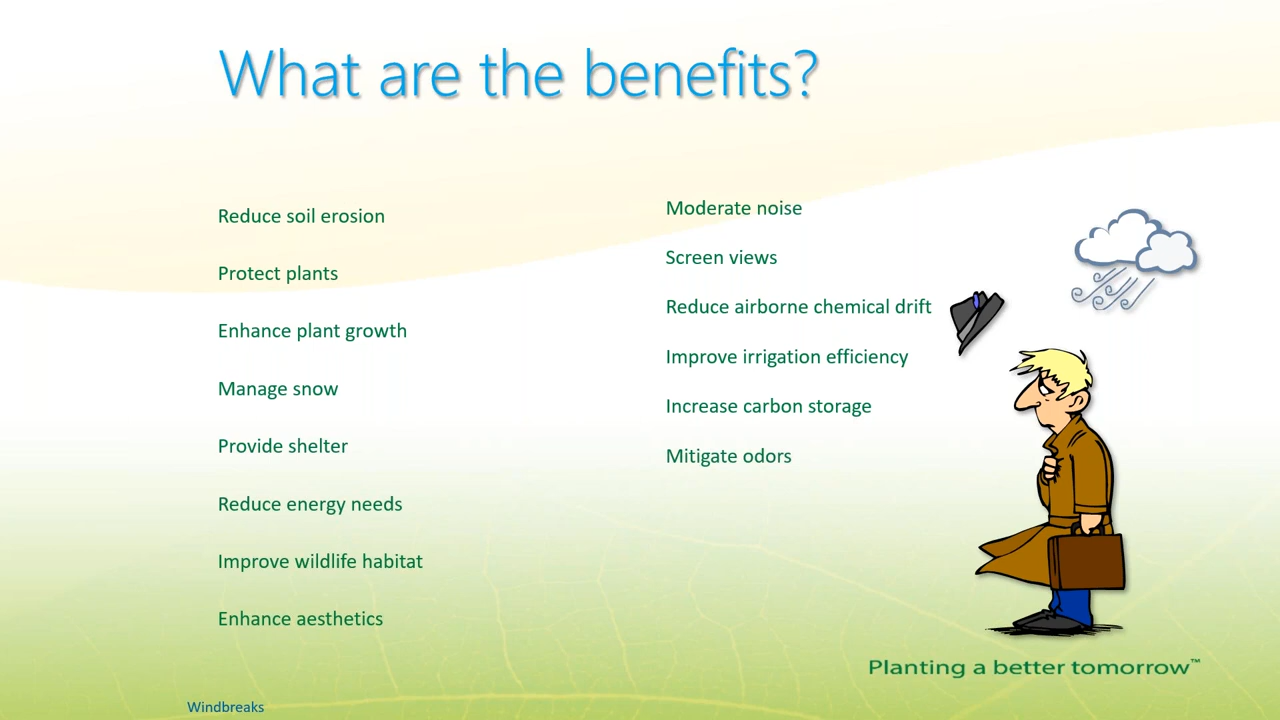 What are the benefits?
Reduce soil erosion
Protect plants
Enhance plant growth
Manage snow
Provide shelter
Reduce energy needs
Improve wildlife habitat
Enhance aesthetics
Moderate noise
Screen views
Reduce airborne chemical drift
Improve irrigation efficiency
Increase carbon storage
Mitigate odors
Planting a better tomorrow™
Windbreaks